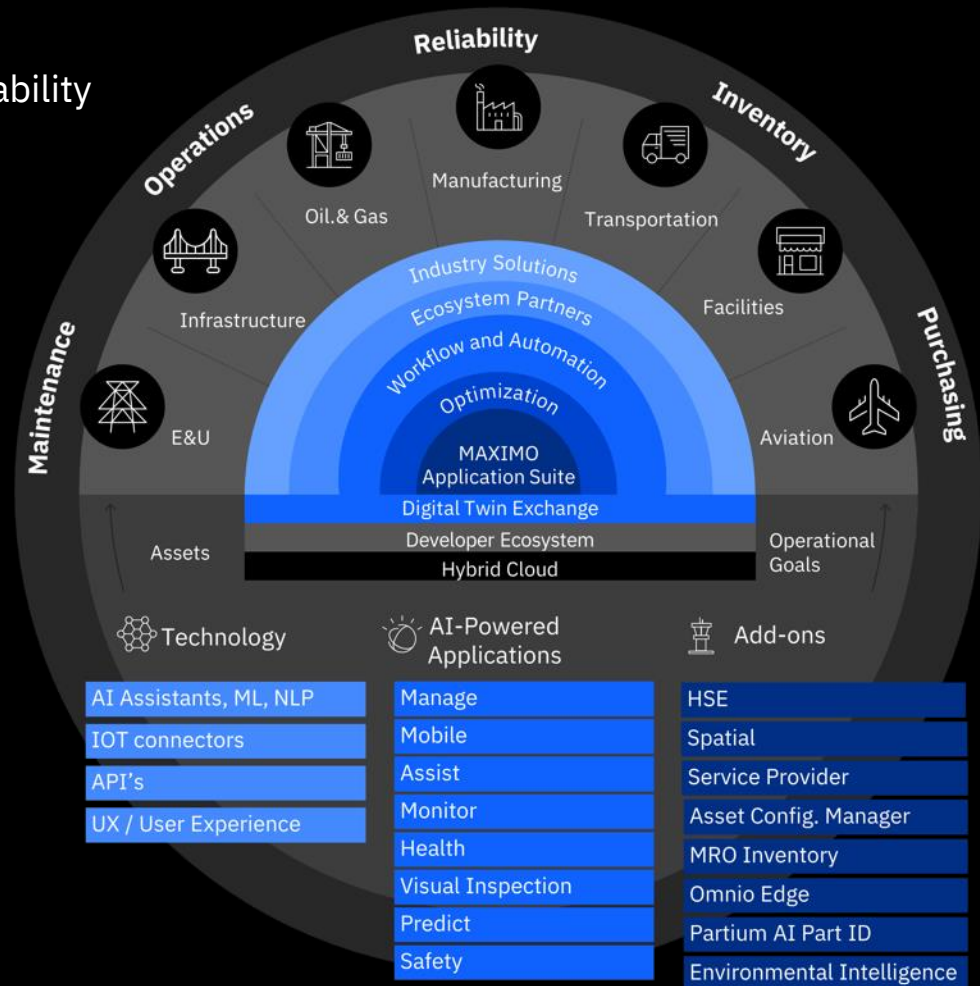 ability
Reliability
Operations
Inventory
Maintenance
Purchasing
Manufacturing
Oil.& Gas
Transportation
Infrastructure
Facilities
E&U
Aviation
Industry Solutions
Ecosystem Partners
Workflow and Automation
Optimization
MAXIMO
Application Suite
Digital Twin Exchange
Developer Ecosystem
Hybrid Cloud
Assets
Operational
Goals
Technology
AI Assistants, ML, NLP
IOT connectors
API’s
UX / User Experience
AI-Powered
Applications
Manage
Mobile
Assist
Monitor
Health
Visual Inspection
Predict
Safety
Add-ons
HSE
Spatial
Service Provider
Asset Config. Manager
MRO Inventory
Omnio Edge
Partium AI Part ID
Environmental Intelligence